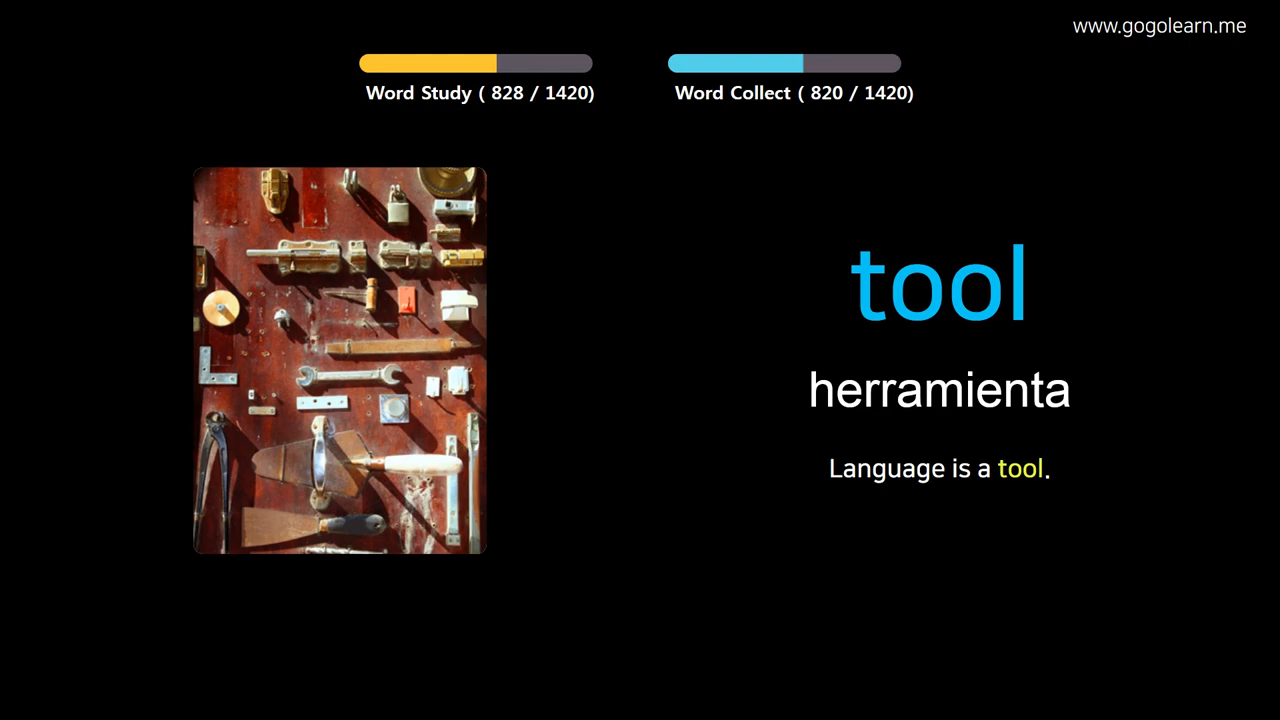 www.gogolearn.me
Word Study ( 828 / 1420)
Word Collect ( 820 / 1420)
tool
herramienta
Language is a tool.